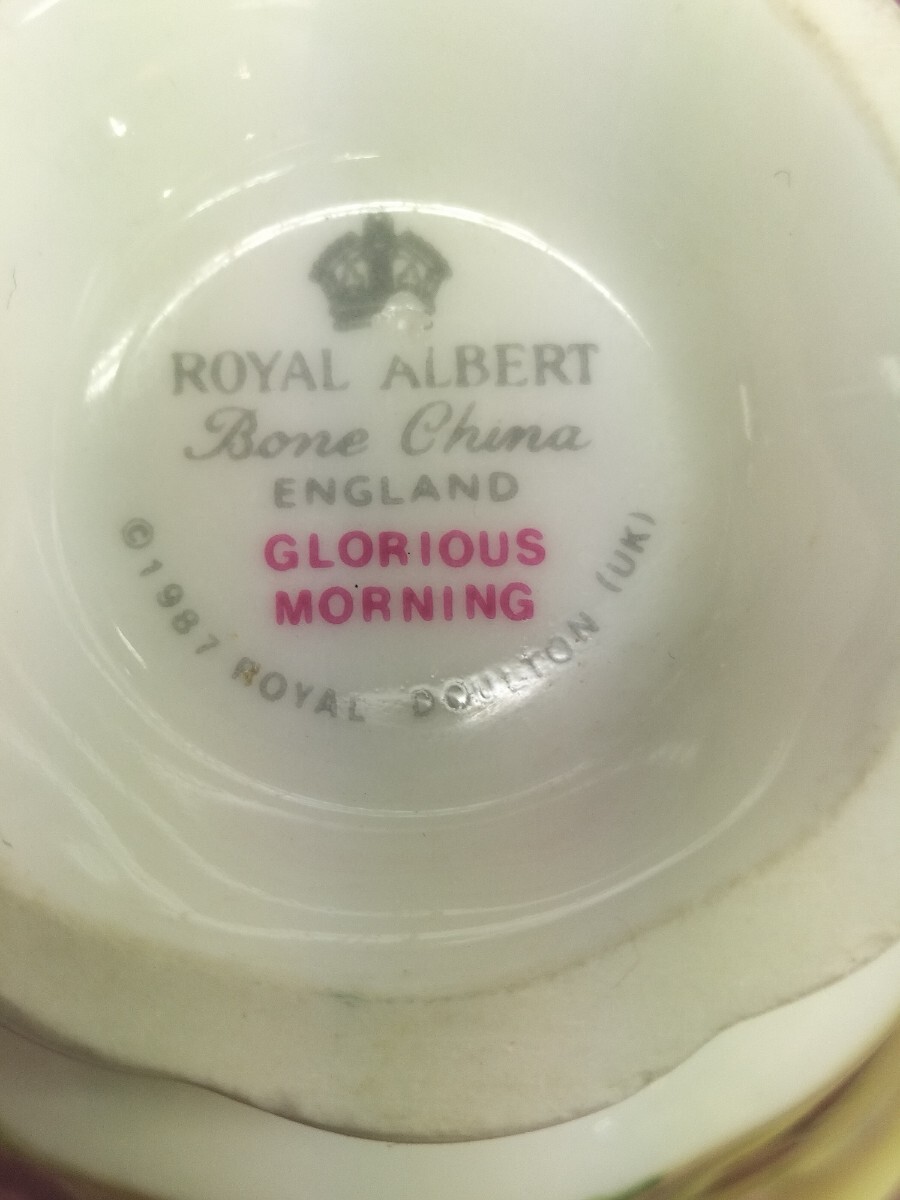 ROYAL ALBERT
Bone China
ENGLAND
GLORIOUS
MORNING
© 1987 ROYAL DOULTON (UK)